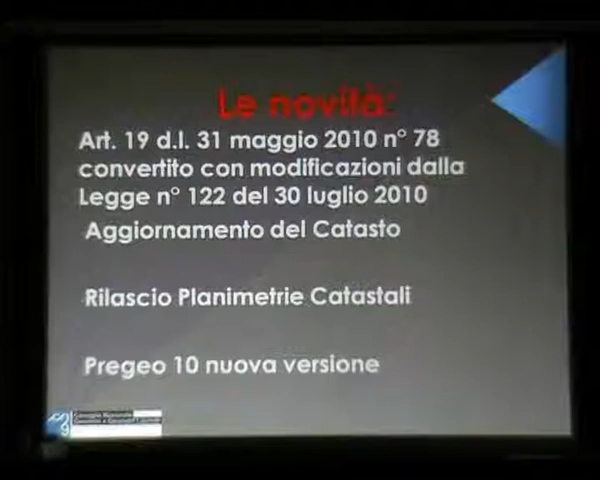 Le novità:
Art. 19 d.l. 31 maggio 2010 n° 78
convertito con modificazioni dalla
Legge n° 122 del 30 luglio 2010
Aggiornamento del Catasto
Rilascio Planimetrie Catastali
Pregeo 10 nuova versione